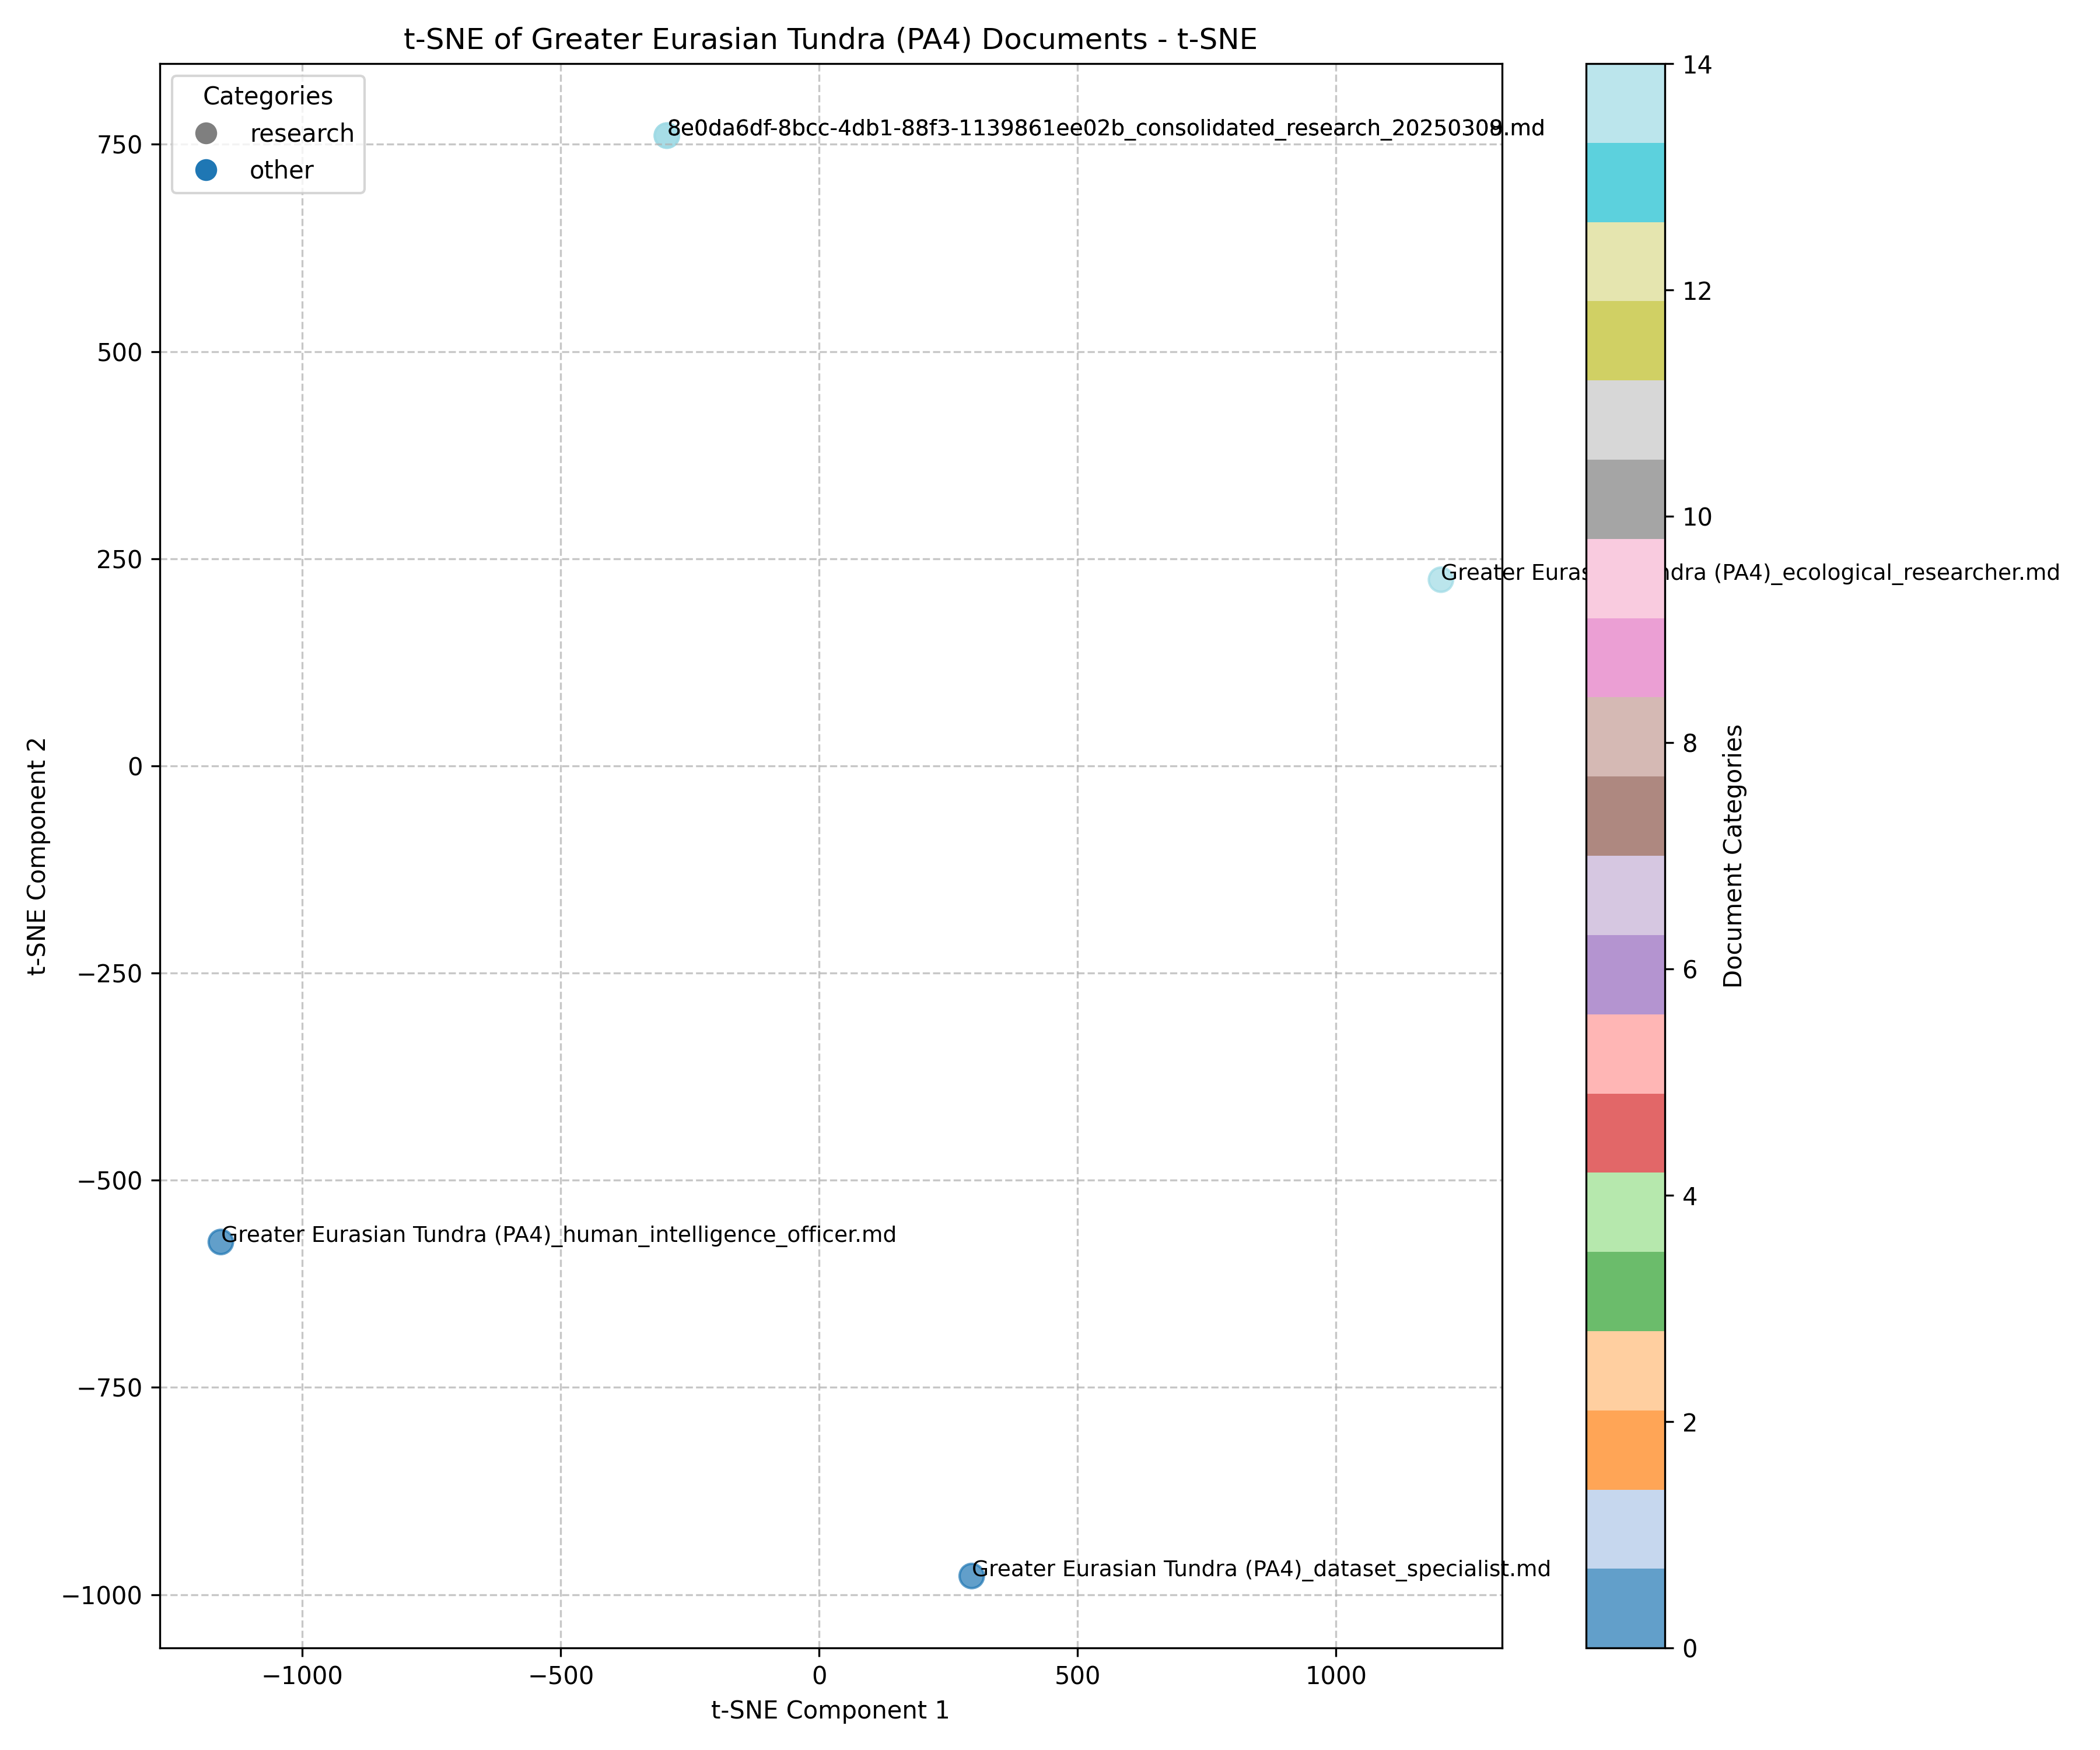 t-SNE of Greater Eurasian Tundra (PA4) Documents - t-SNE
Categories
research
other
8e0da6df-8bcc-4db1-88f3-1139861ee02b_consolidated_research_20250309.md
Greater Euras ndra (PA4)_ecological_researcher.md
Greater Eurasian Tundra (PA4)_human_intelligence_officer.md
Greater Eurasian Tundra (PA4)_dataset_specialist.md
750
500
250
0
−250
−500
−750
−1000
t-SNE Component 2
−1000
−500
0
500
1000
t-SNE Component 1
14
12
10
8
6
4
2
0
Document Categories